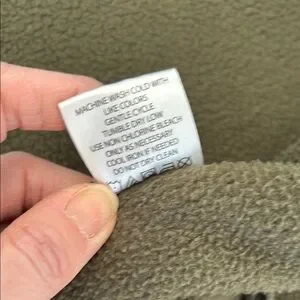 MACHINE WASH COLD WITH
LIKE COLORS
GENTLE CYCLE
TUMBLE DRY LOW
USE NON CHLORINE BLEACH
ONLY AS NECESSARY
COOL IRON IF NEEDED
DO NOT DRY CLEAN